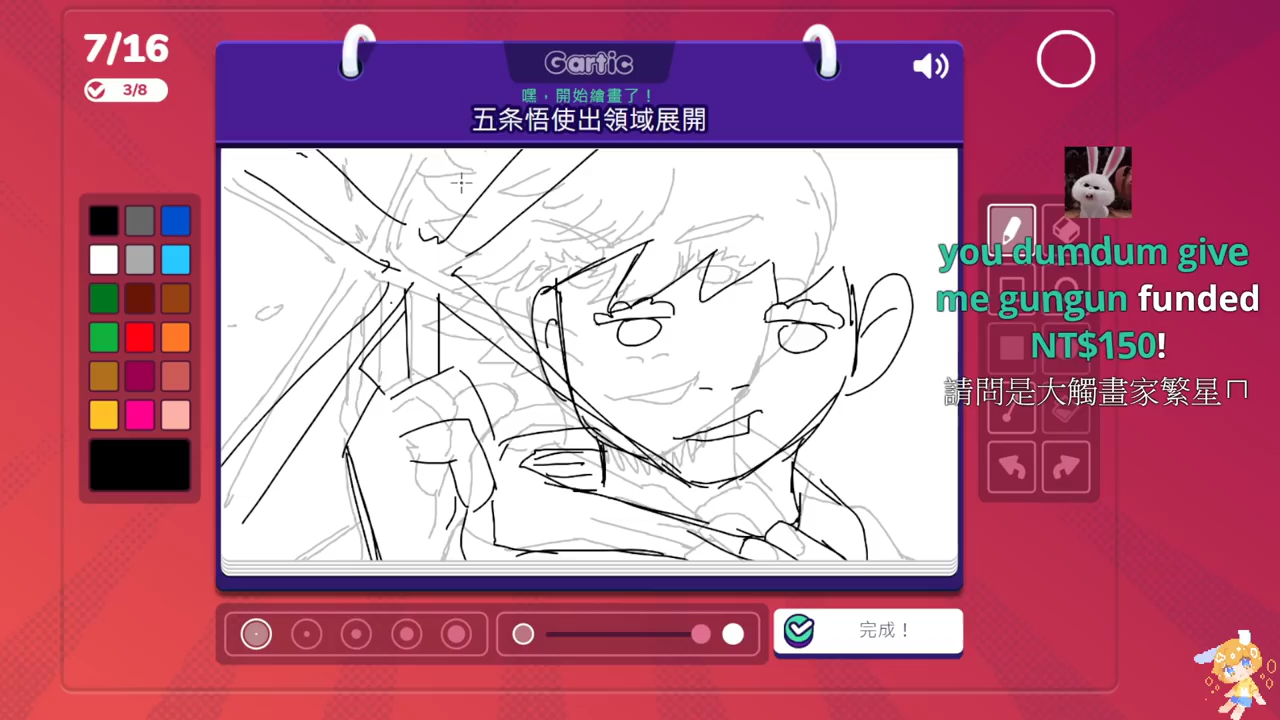 7/16
3/8
Gartic
嘿，開始繪畫了！
五条悟使出領域展開
you dumdum give
me gungun funded
NT$150!
請問是大觸畫家繁星ㄇ
完成！